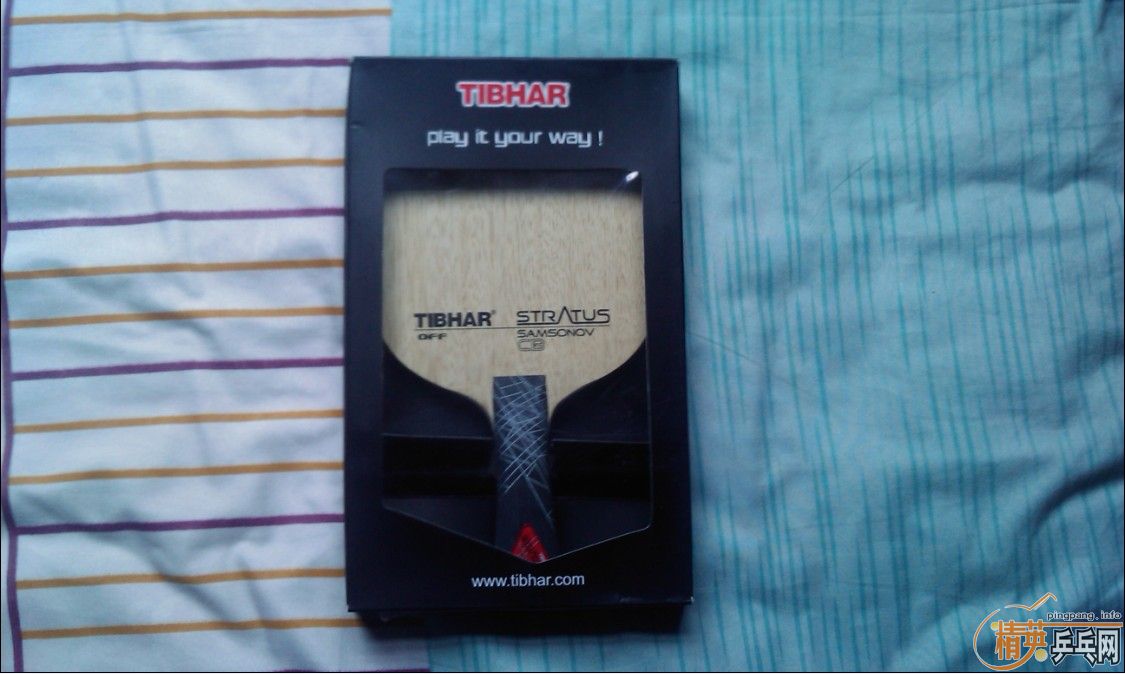 TIBHAR
play it your way !
TIBHAR® STRATUS
OFF SAMSONOV
www.tibhar.com
pingpang.info
精英乒乓网